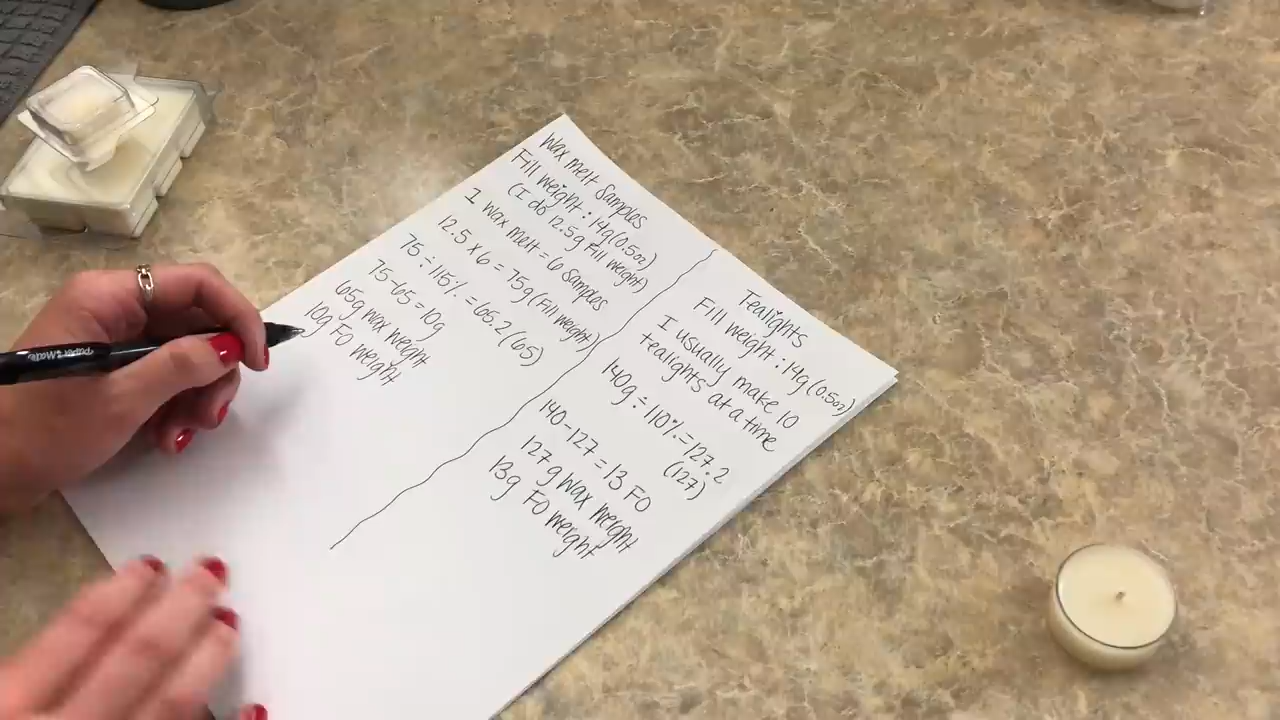 Wax melt Samples
Fill weight: 14g (0.5oz)
(I do 12.5g Fill weight)
1 wax melt = 6 Samples
12.5 x 6 = 75g (Fill weight)
75 ÷ 115% = 65.2 (65)
75-65 = 10g
65g wax weight
10g FO weight
Tealights
Fill weight: 14g (0.5oz)
I usually make 10
tealights at a time
140g ÷ 110% = 127.2
(127)
140-127 = 13 FO
127g wax weight
13g FO weight
Paper Mate